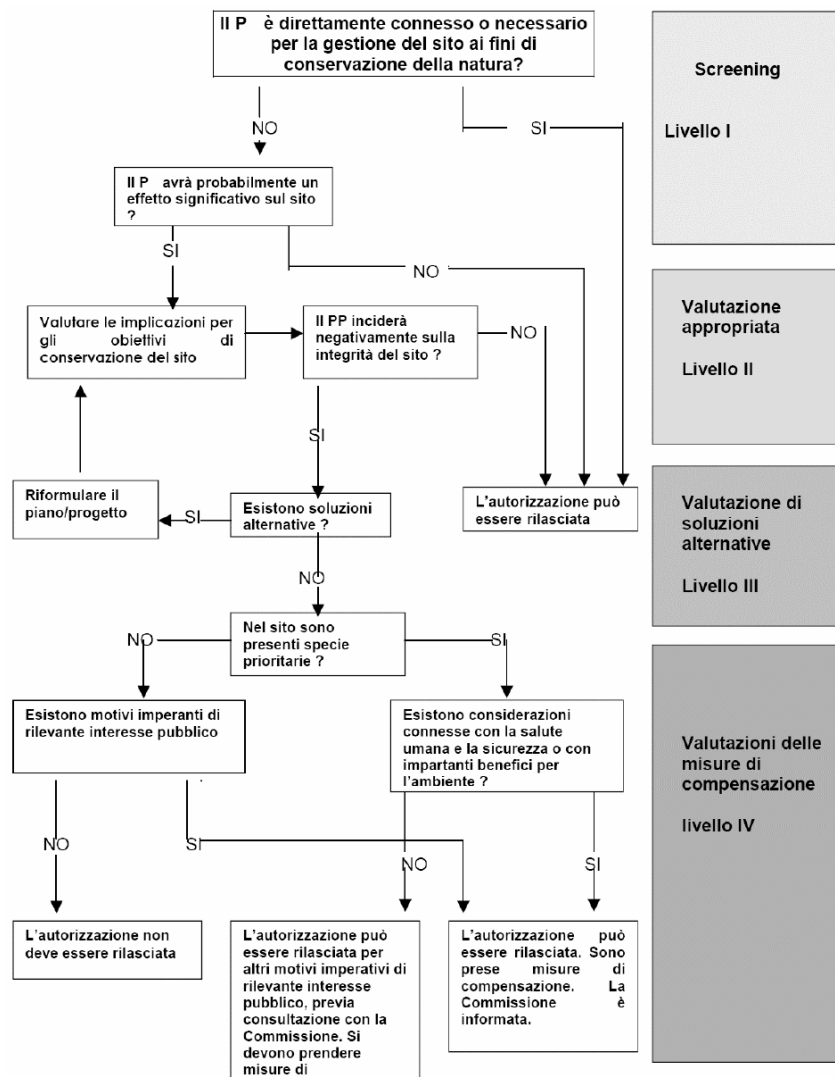 Il P è direttamente connesso o necessario
per la gestione del sito ai fini di
conservazione della natura?
Screening
Livello I
NO
SI
Il P avrà probabilmente un
effetto significativo sul sito
?
SI
NO
Valutare le implicazioni per
gli obiettivi di
conservazione del sito
Il PP inciderà
negativamente sulla
integrità del sito ?
NO
Valutazione
appropriata
Livello II
SI
Riformulare il
piano/progetto
SI
Esistono soluzioni
alternative ?
L'autorizzazione può
essere rilasciata
Valutazione di
soluzioni
alternative
Livello III
NO
Nel sito sono
presenti specie
prioritarie ?
NO
SI
Esistono motivi imperanti di
rilevante interesse pubblico
Esistono considerazioni
connesse con la salute
umana e la sicurezza o con
impartanti benefici per
l'ambiente ?
Valutazioni delle
misure di
compensazione
livello IV
NO
SI
NO
SI
L'autorizzazione non
deve essere rilasciata
L'autorizzazione può
essere rilasciata per
altri motivi imperativi di
rilevante interesse
pubblico, previa
consultazione con la
Commissione. Si
devono prendere
misure di
L'autorizzazione può
essere rilasciata. Sono
prese misure di
compensazione. La
Commissione è
informata.